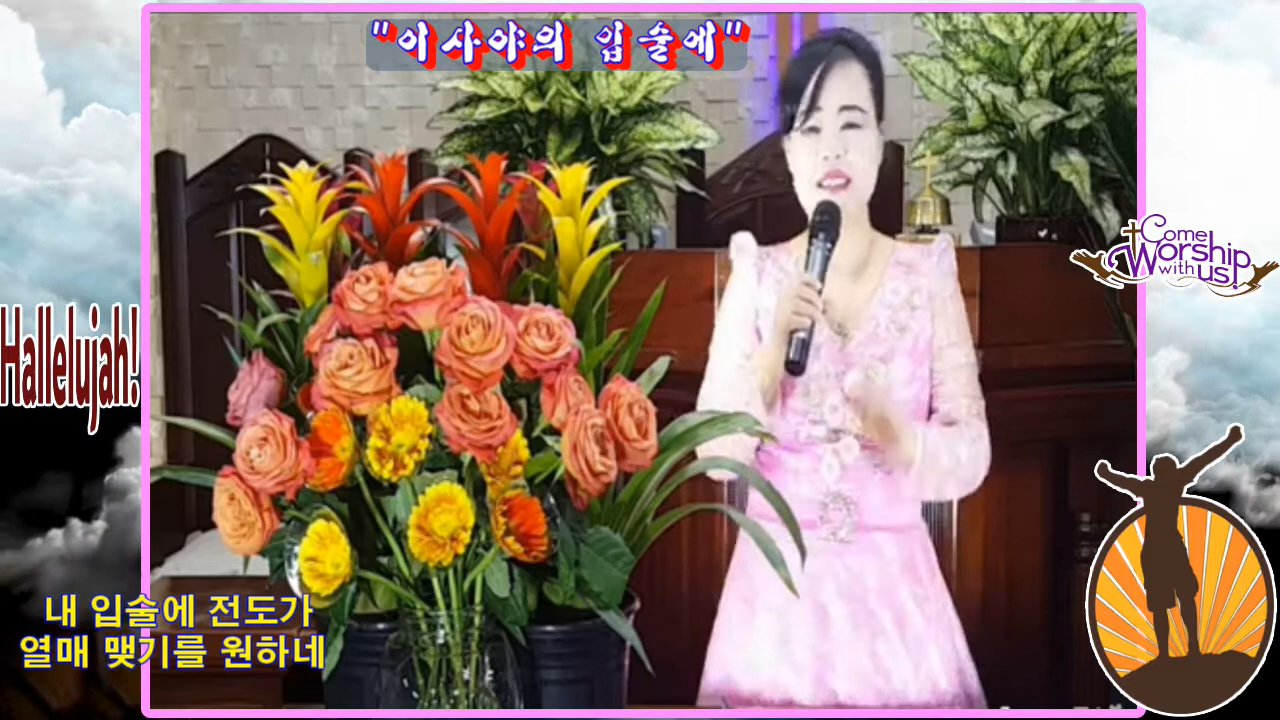 "이사야의 입술에"
Come
Worship
with us!
Hallelujah!
내 입술에 전도가
열매 맺기를 원하네